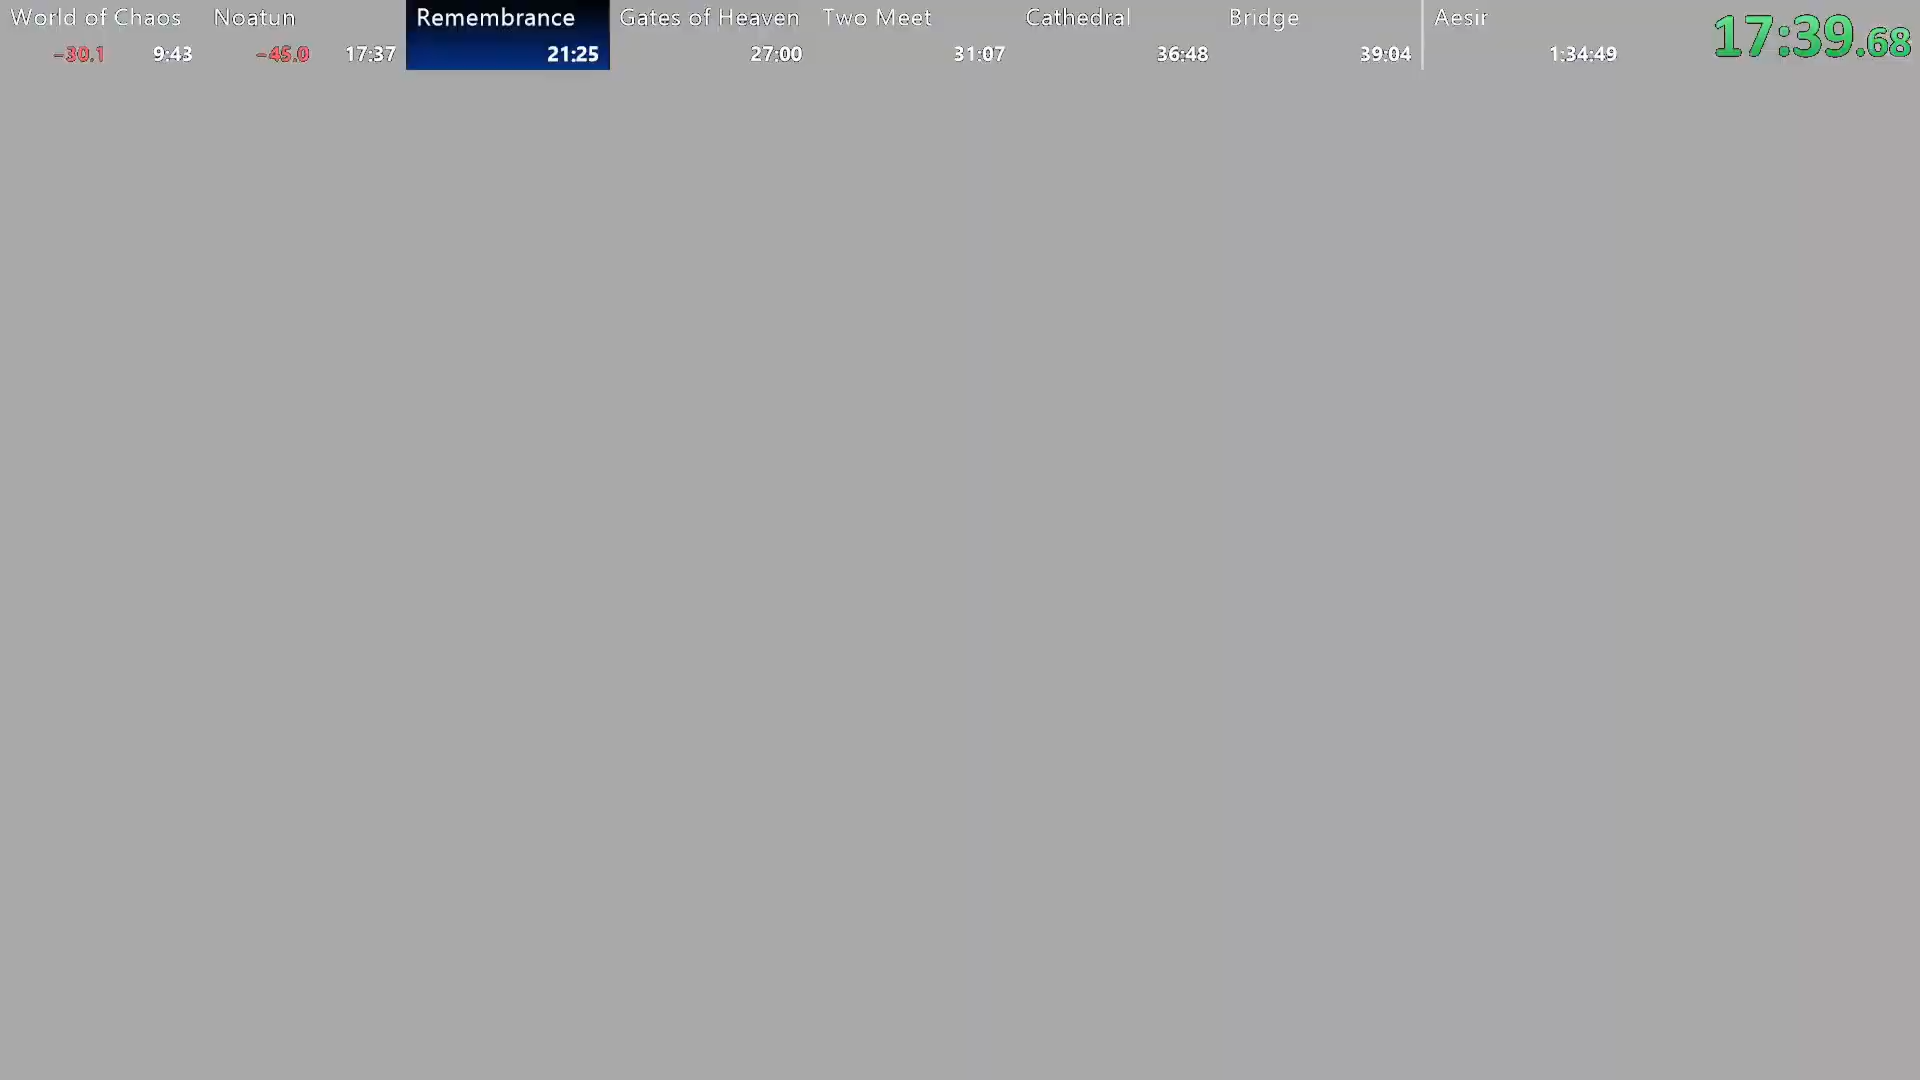 World of Chaos Noatun Remembrance Gates of Heaven Two Meet Cathedral Bridge Aesir 17:39.68
−30.1 9:43 −45.0 17:37 21:25 27:00 31:07 36:48 39:04 1:34:49